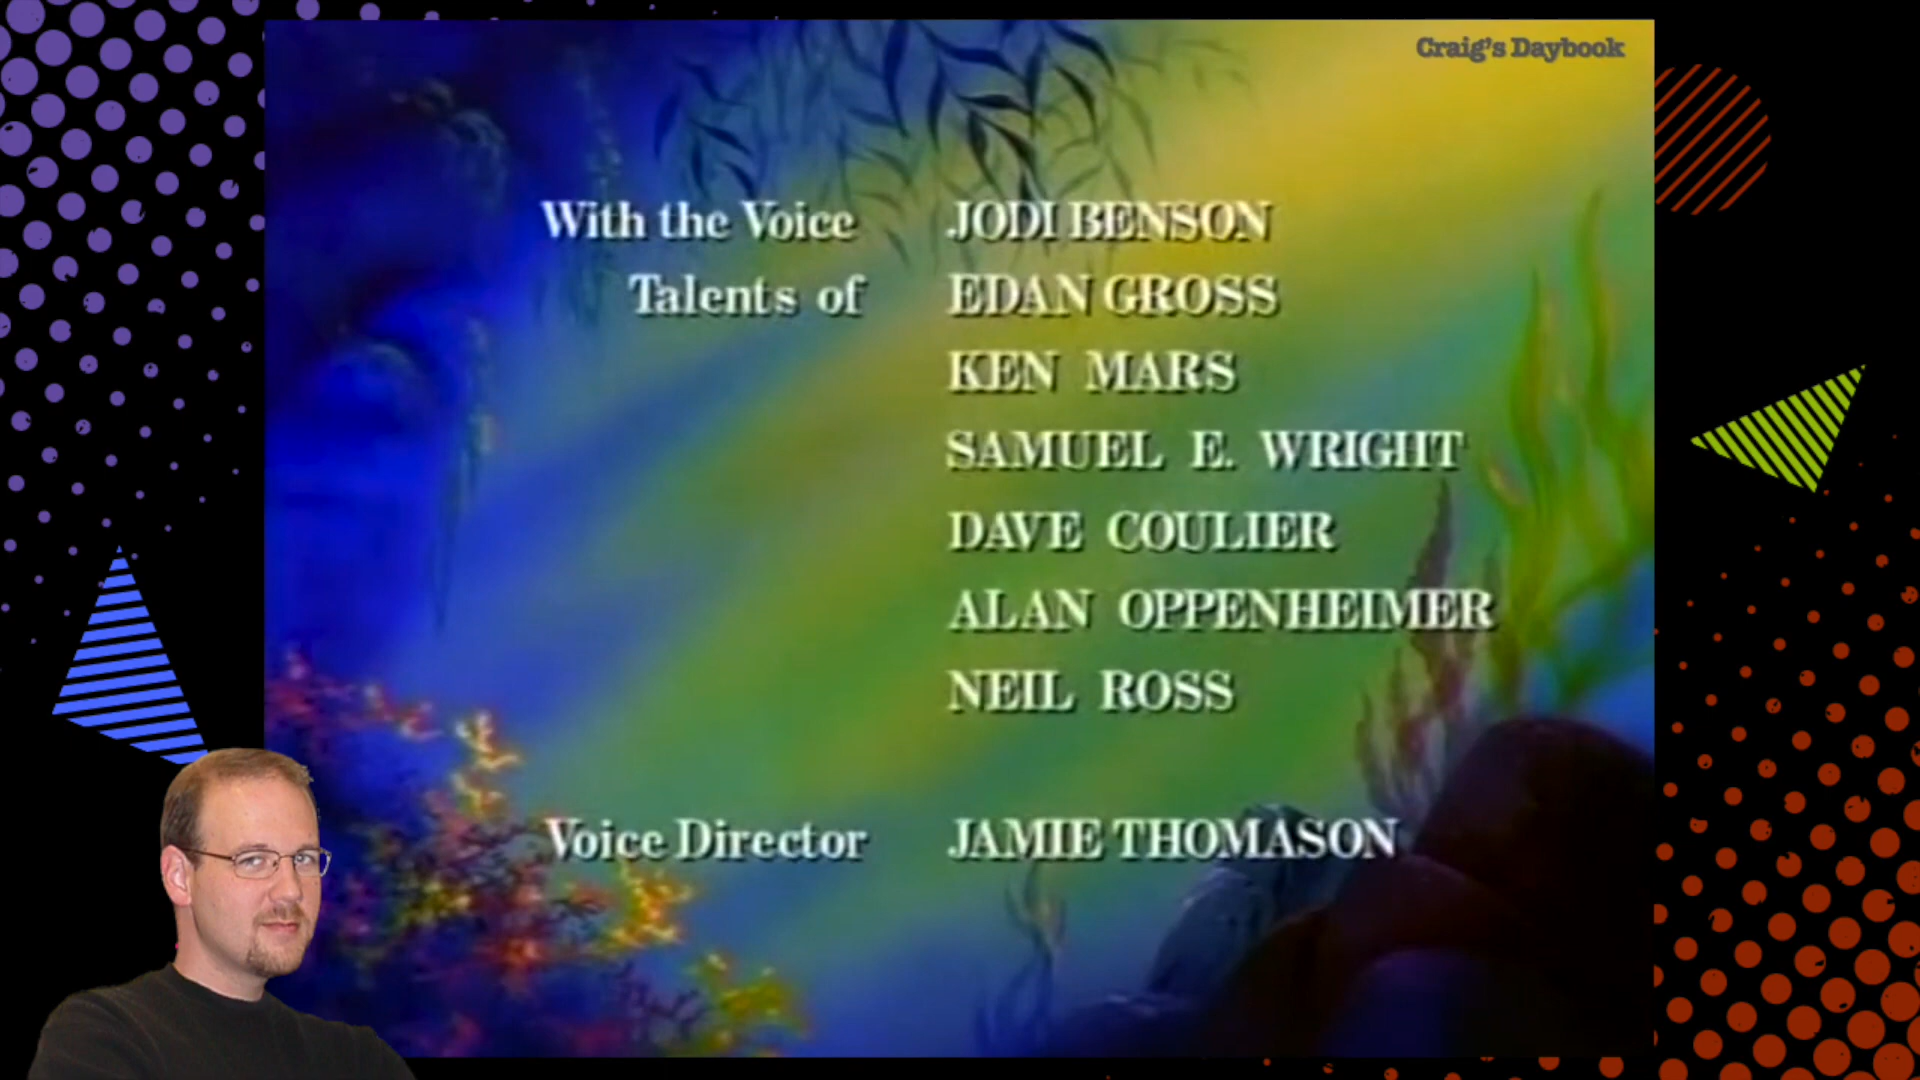 Craig's Daybook
With the Voice JODI BENSON
Talents of EDAN GROSS
KEN MARS
SAMUEL E. WRIGHT
DAVE COULIER
ALAN OPPENHEIMER
NEIL ROSS
Voice Director JAMIE THOMASON